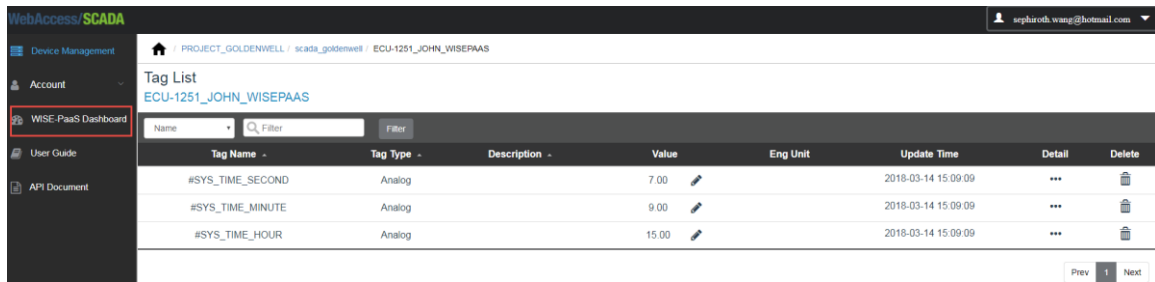 WebAccess/SCADA
sephiroth.wang@hotmail.com
Device Management
Account
WISE-PaaS Dashboard
User Guide
API Document
/ PROJECT_GOLDENWELL / scada_goldenwell / ECU-1251_JOHN_WISEPAAS
Tag List
ECU-1251_JOHN_WISEPAAS
Name Filter Filter
Tag Name Tag Type Description Value Eng Unit Update Time Detail Delete
#SYS_TIME_SECOND Analog 7.00 2018-03-14 15:09:09 •••
#SYS_TIME_MINUTE Analog 9.00 2018-03-14 15:09:09 •••
#SYS_TIME_HOUR Analog 15.00 2018-03-14 15:09:09 •••
Prev 1 Next